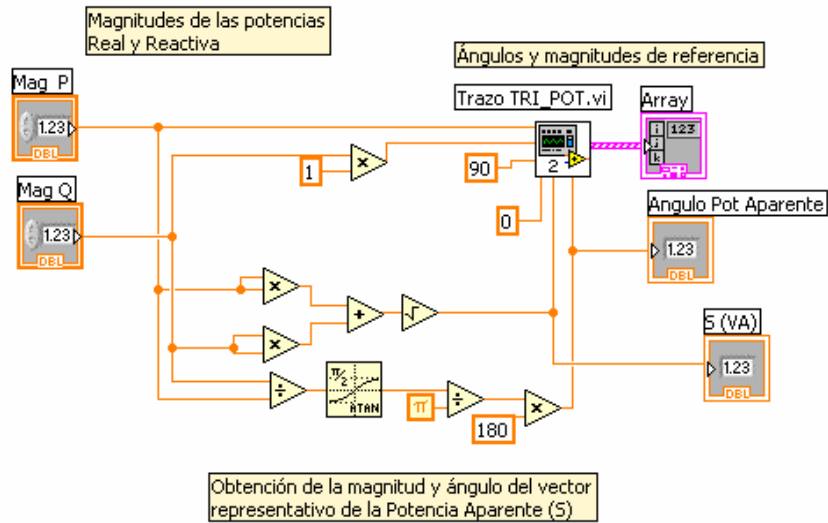 Magnitudes de las potencias
Real y Reactiva
Ángulos y magnitudes de referencia
Mag P
1.23
DBL
Trazo TRI_POT.vi
2
Array
i
j
k
123
1
90
0
Mag Q
1.23
DBL
Angulo Pot Aparente
1.23
DBL
S (VA)
1.23
DBL
×
×
+
√
×
÷
π/2
ATAN
π
÷
180
×
Obtención de la magnitud y ángulo del vector
representativo de la Potencia Aparente (S)